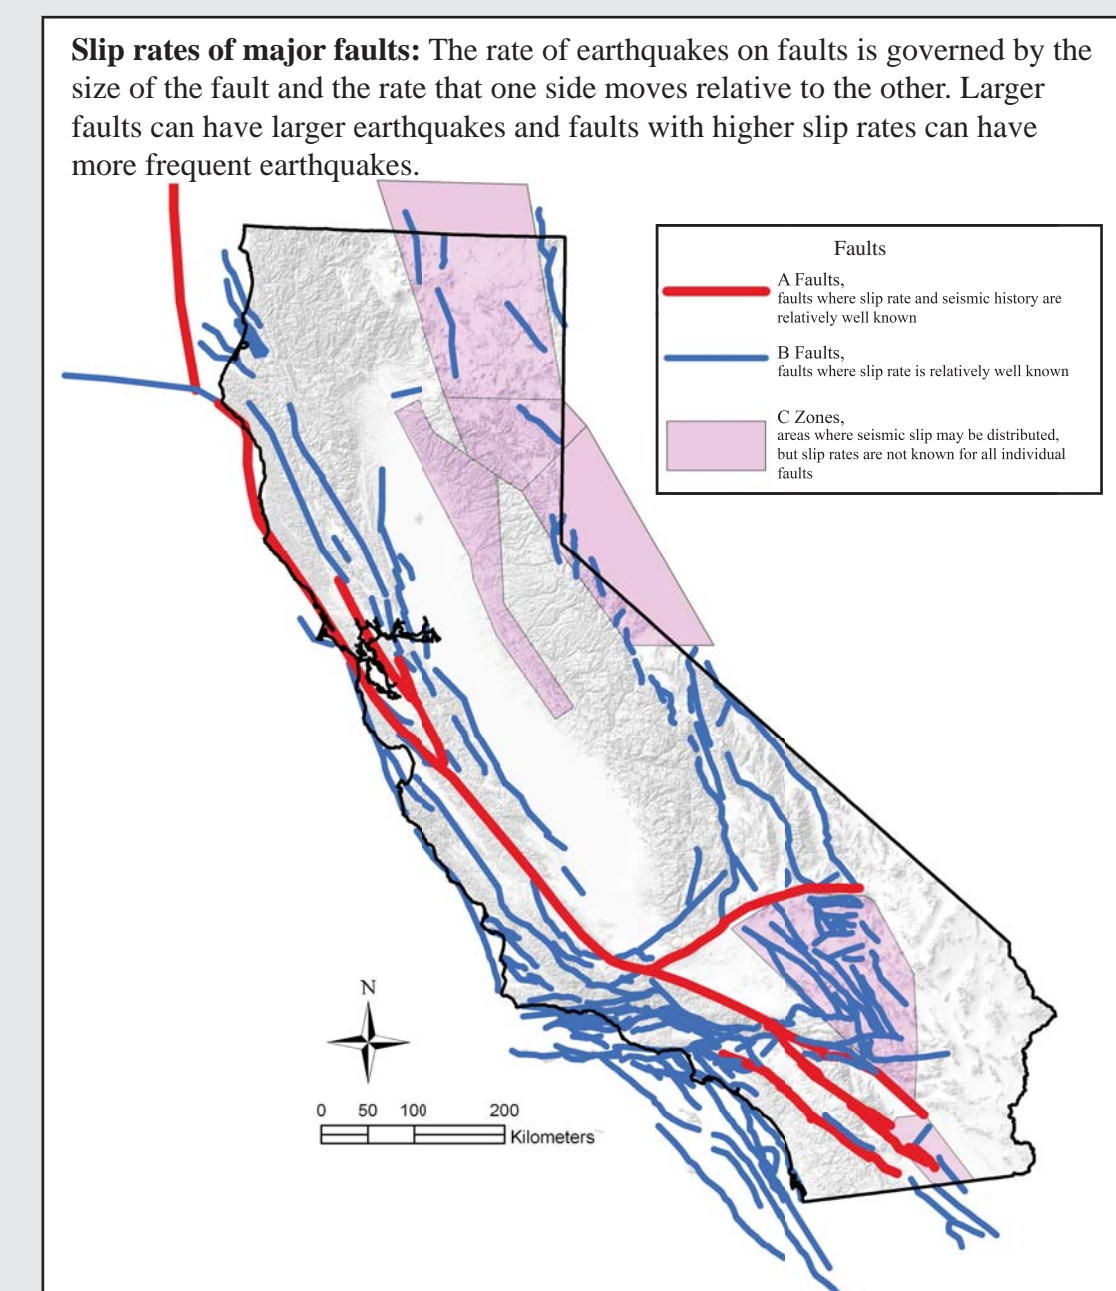 Slip rates of major faults: The rate of earthquakes on faults is governed by the
size of the fault and the rate that one side moves relative to the other. Larger
faults can have larger earthquakes and faults with higher slip rates can have
more frequent earthquakes.
Faults
A Faults,
faults where slip rate and seismic history are
relatively well known
B Faults,
faults where slip rate is relatively well known
C Zones,
areas where seismic slip may be distributed,
but slip rates are not known for all individual
faults
N
0 50 100 200
Kilometers